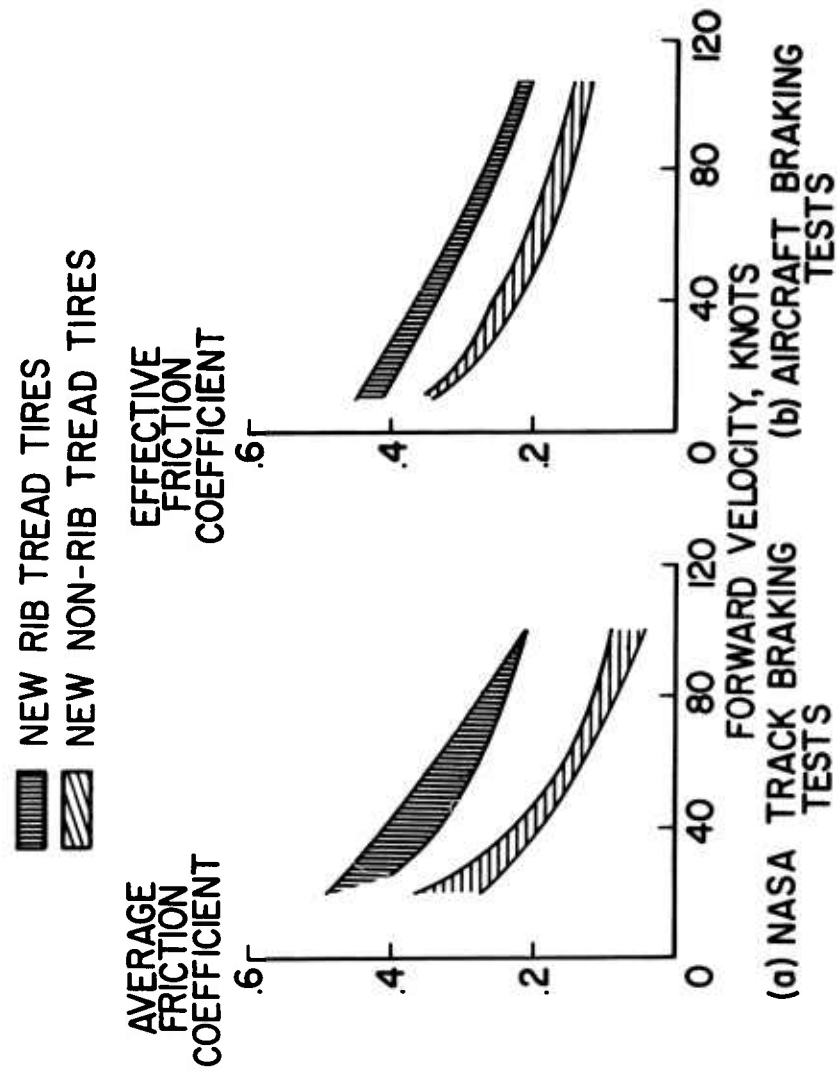 NEW RIB TREAD TIRES
NEW NON-RIB TREAD TIRES
AVERAGE
FRICTION
COEFFICIENT
.6
.4
.2
0
40
80
120
(a) NASA TRACK BRAKING
TESTS
EFFECTIVE
FRICTION
COEFFICIENT
.6
.4
.2
0
40
80
120
FORWARD VELOCITY, KNOTS
(b) AIRCRAFT BRAKING
TESTS